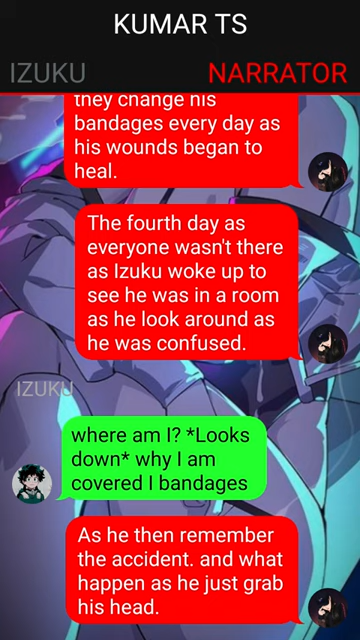 KUMAR TS
IZUKU
NARRATOR
they change his
bandages every day as
his wounds began to
heal.
The fourth day as
everyone wasn't there
as Izuku woke up to
see he was in a room
as he look around as
he was confused.
IZUKU
where am I? *Looks
down* why I am
covered I bandages
As he then remember
the accident. and what
happen as he just grab
his head.